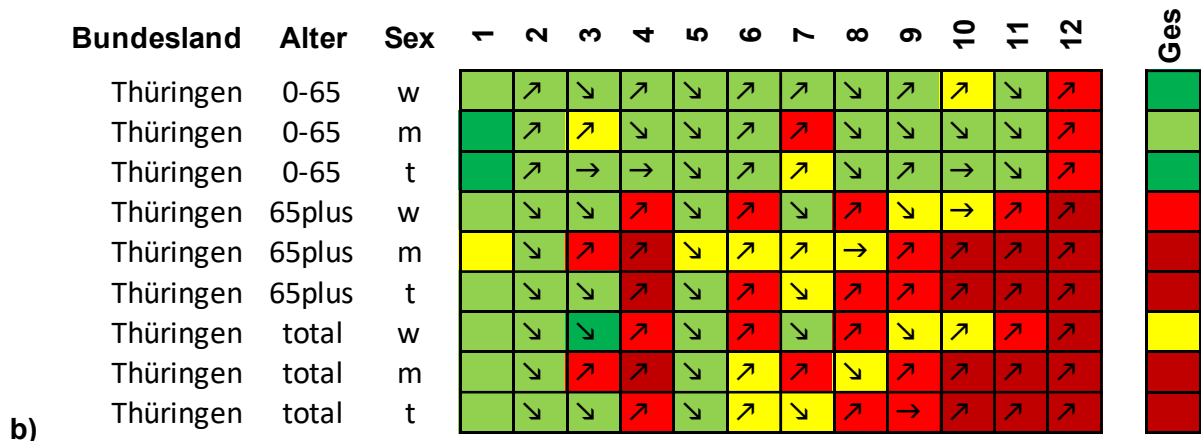 Bundesland Alter Sex 1 2 3 4 5 6 7 8 9 10 11 12 Ges
Thüringen 0-65 w ↗ ↘ ↗ ↘ ↗ ↗ ↘ ↗ ↗ ↘ ↗
Thüringen 0-65 m ↗ ↗ ↘ ↘ ↗ ↗ ↘ ↘ ↘ ↘ ↗
Thüringen 0-65 t ↗ → → ↘ ↗ ↗ ↘ ↗ → ↘ ↗
Thüringen 65plus w ↘ ↘ ↗ ↘ ↗ ↘ ↗ ↘ → ↗ ↗
Thüringen 65plus m ↘ ↗ ↗ ↘ ↗ ↗ → ↗ ↗ ↗ ↗
Thüringen 65plus t ↘ ↘ ↗ ↘ ↗ ↘ ↗ ↗ ↗ ↗ ↗
Thüringen total w ↘ ↘ ↗ ↘ ↗ ↘ ↗ ↘ ↗ ↗ ↗
Thüringen total m ↘ ↗ ↗ ↘ ↗ ↗ ↘ ↗ ↗ ↗ ↗
Thüringen total t ↘ ↘ ↗ ↘ ↗ ↘ ↗ → ↗ ↗ ↗
b)